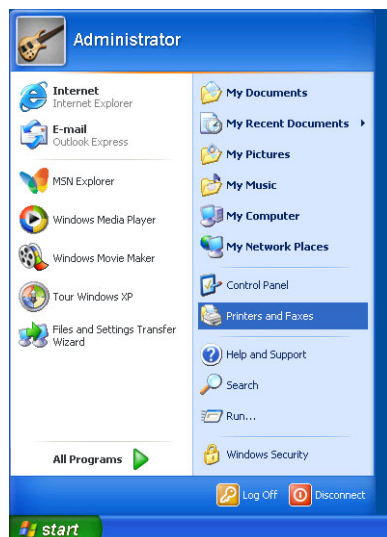 Administrator
Internet
Internet Explorer
E-mail
Outlook Express
MSN Explorer
Windows Media Player
Windows Movie Maker
Tour Windows XP
Files and Settings Transfer
Wizard
All Programs
My Documents
My Recent Documents
My Pictures
My Music
My Computer
My Network Places
Control Panel
Printers and Faxes
Help and Support
Search
Run...
Windows Security
Log Off
Disconnect
start